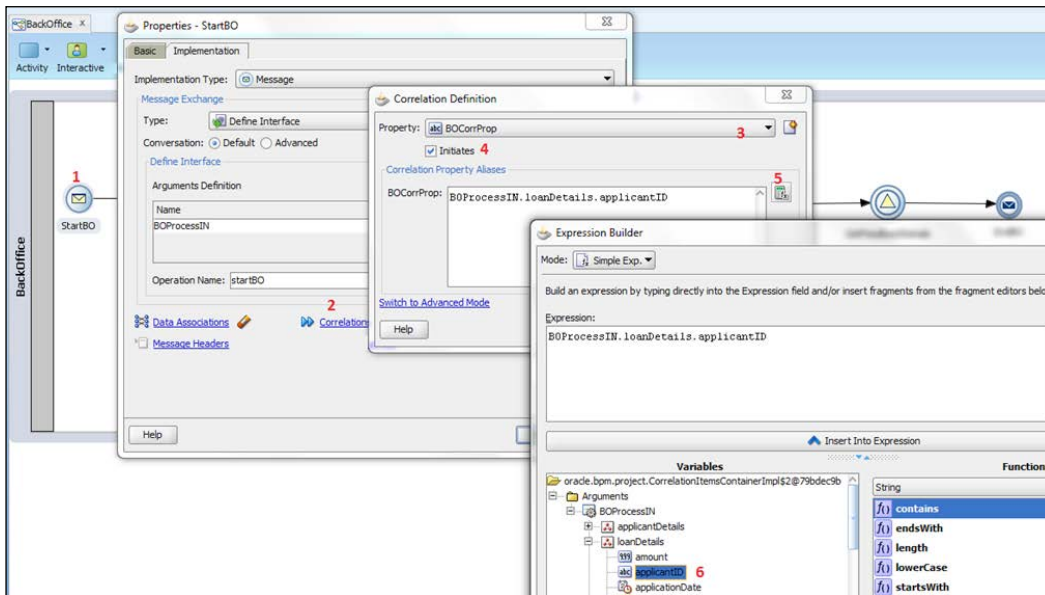 BackOffice
Activity Interactive
1
StartBO
BackOffice
Properties - StartBO
Basic Implementation
Implementation Type: Message
Message Exchange
Type: Define Interface
Conversation: Default Advanced
Define Interface
Arguments Definition
Name
BOProcessIN
Operation Name: startBO
2
Data Associations Correlations
Message Headers
Help
Correlation Definition
Property: abc BOCorrProp 3
Initiates 4
Correlation Property Aliases
5
BOCorrProp: BOProcessIN.loanDetails.applicantID
Switch to Advanced Mode
Help
Expression Builder
Mode: Simple Exp.
Build an expression by typing directly into the Expression field and/or insert fragments from the fragment editors belo
Expression:
BOProcessIN.loanDetails.applicantID
Insert Into Expression
Variables
oracle.bpm.project.CorrelationItemsContainerImpl$2@79bdec9b
Arguments
BOProcessIN
applicantDetails
loanDetails
999 amount
abc applicantID 6
applicationDate
Function
String
f() contains
f() endsWith
f() length
f() lowerCase
f() startsWith